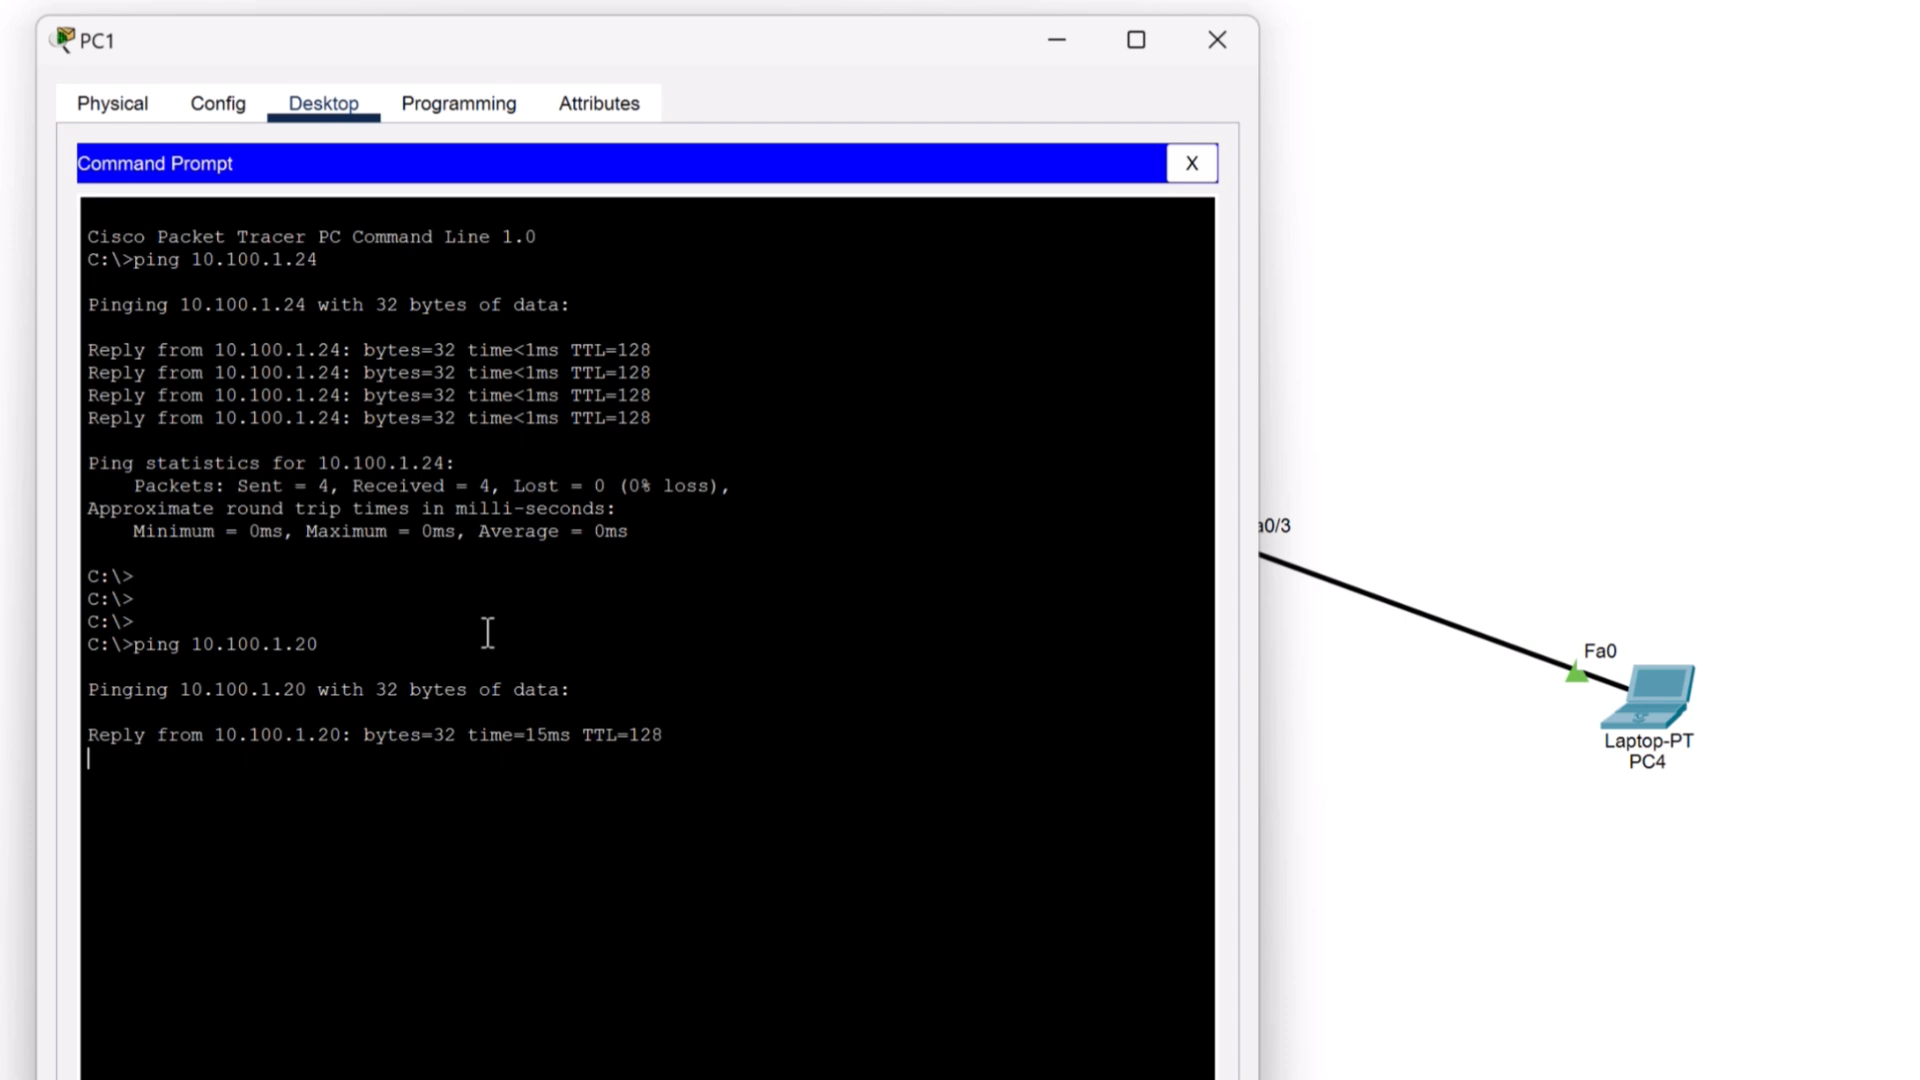 PC1
Physical Config Desktop Programming Attributes
Command Prompt X
Cisco Packet Tracer PC Command Line 1.0
C:\>ping 10.100.1.24
Pinging 10.100.1.24 with 32 bytes of data:
Reply from 10.100.1.24: bytes=32 time<1ms TTL=128
Reply from 10.100.1.24: bytes=32 time<1ms TTL=128
Reply from 10.100.1.24: bytes=32 time<1ms TTL=128
Reply from 10.100.1.24: bytes=32 time<1ms TTL=128
Ping statistics for 10.100.1.24:
Packets: Sent = 4, Received = 4, Lost = 0 (0% loss),
Approximate round trip times in milli-seconds:
Minimum = 0ms, Maximum = 0ms, Average = 0ms
C:\>
C:\>
C:\>
C:\>ping 10.100.1.20
Pinging 10.100.1.20 with 32 bytes of data:
Reply from 10.100.1.20: bytes=32 time=15ms TTL=128
a0/3
Fa0
Laptop-PT
PC4